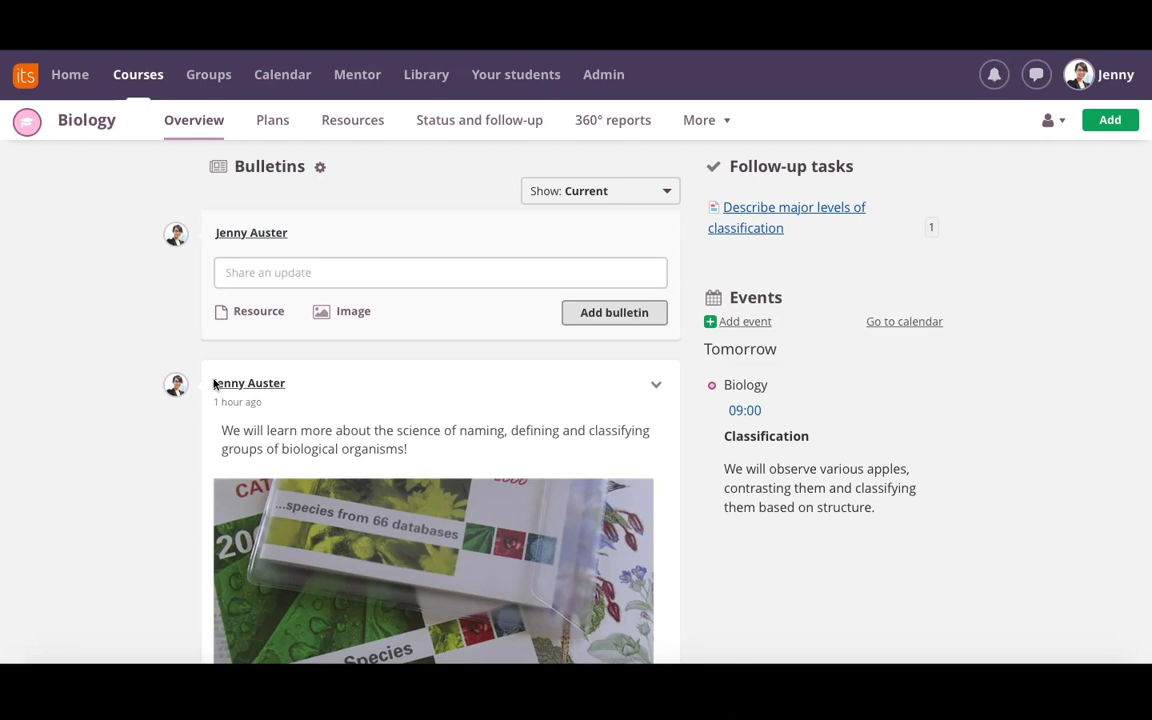 its Home Courses Groups Calendar Mentor Library Your students Admin Jenny
Biology Overview Plans Resources Status and follow-up 360° reports More Add
Bulletins
Show: Current
Jenny Auster
Share an update
Resource Image Add bulletin
Jenny Auster
1 hour ago
We will learn more about the science of naming, defining and classifying
groups of biological organisms!
CAT
...species from 66 databases
200
Species
Follow-up tasks
Describe major levels of
classification
1
Events
Add event Go to calendar
Tomorrow
Biology
09:00
Classification
We will observe various apples,
contrasting them and classifying
them based on structure.